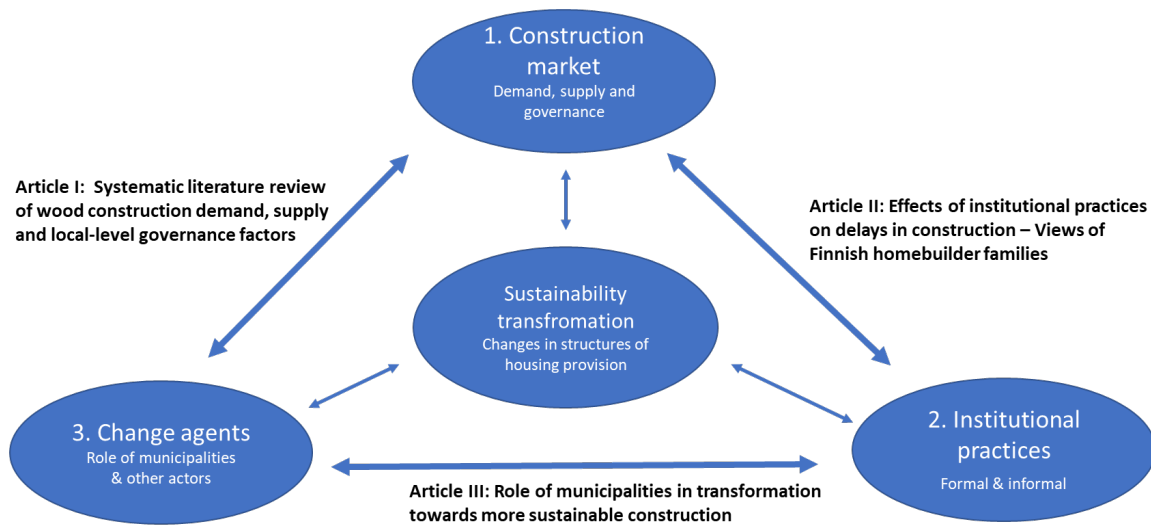 1. Construction
market
Demand, supply and
governance
Article I:  Systematic literature review
of wood construction demand, supply
and local-level governance factors
Article II: Effects of institutional practices
on delays in construction – Views of
Finnish homebuilder families
Sustainability
transfromation
Changes in structures of
housing provision
3. Change agents
Role of municipalities
& other actors
2. Institutional
practices
Formal & informal
Article III: Role of municipalities in transformation
towards more sustainable construction